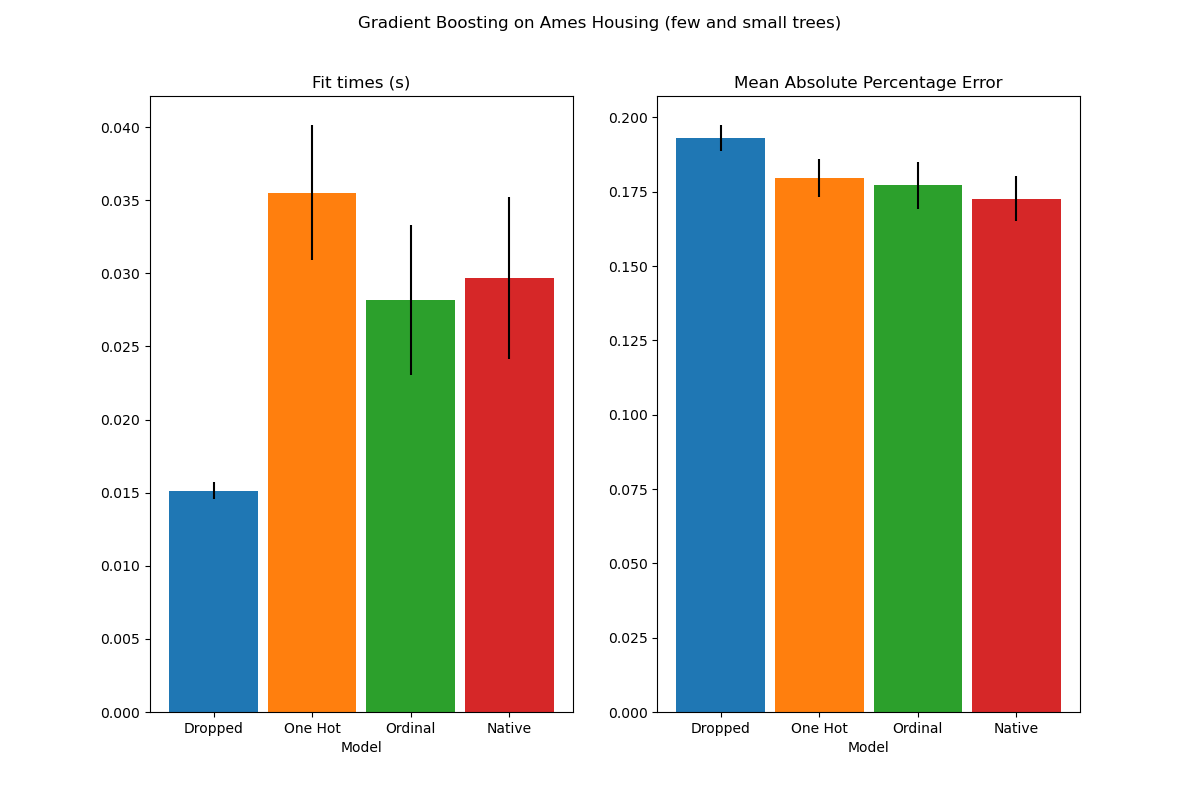 Gradient Boosting on Ames Housing (few and small trees)
Fit times (s)
0.040
0.035
0.030
0.025
0.020
0.015
0.010
0.005
0.000
Dropped One Hot Ordinal Native
Model
Mean Absolute Percentage Error
0.200
0.175
0.150
0.125
0.100
0.075
0.050
0.025
0.000
Dropped One Hot Ordinal Native
Model